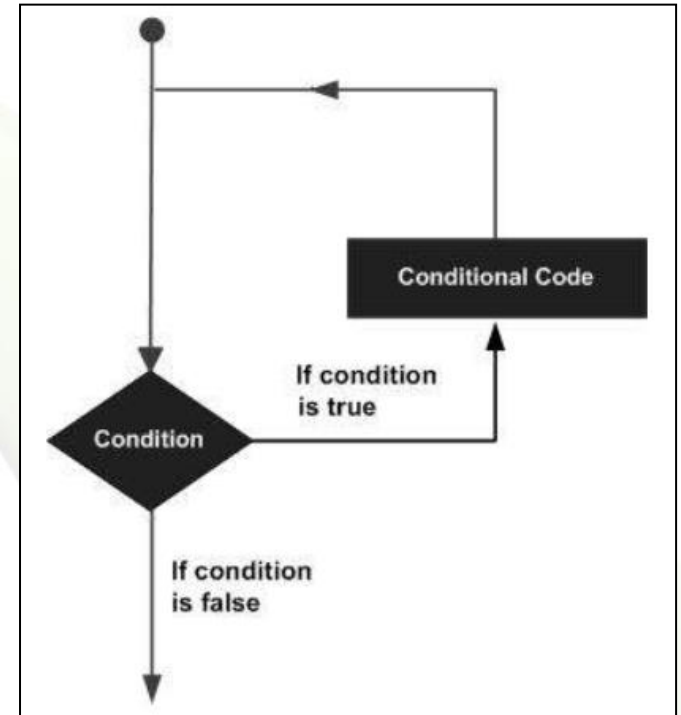 Conditional Code
If condition
is true
Condition
If condition
is false